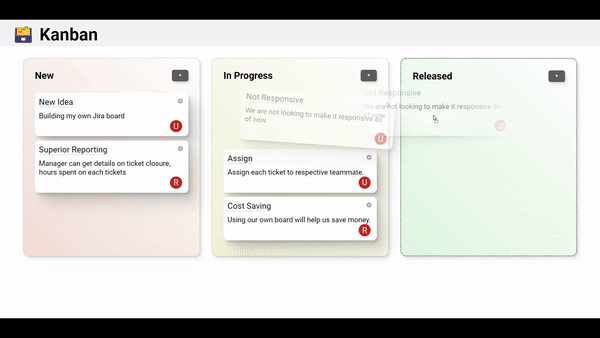 Kanban
New
New Idea
Building my own Jira board
U
Superior Reporting
Manager can get details on ticket closure,
hours spent on each tickets
R
In Progress
Not Responsive
We are not looking to make it responsive as
of now.
U
Assign
Assign each ticket to respective teammate.
U
Cost Saving
Using our own board will help us save money.
R
Released
Not Responsive
We are not looking to make it responsive as
of now.
U